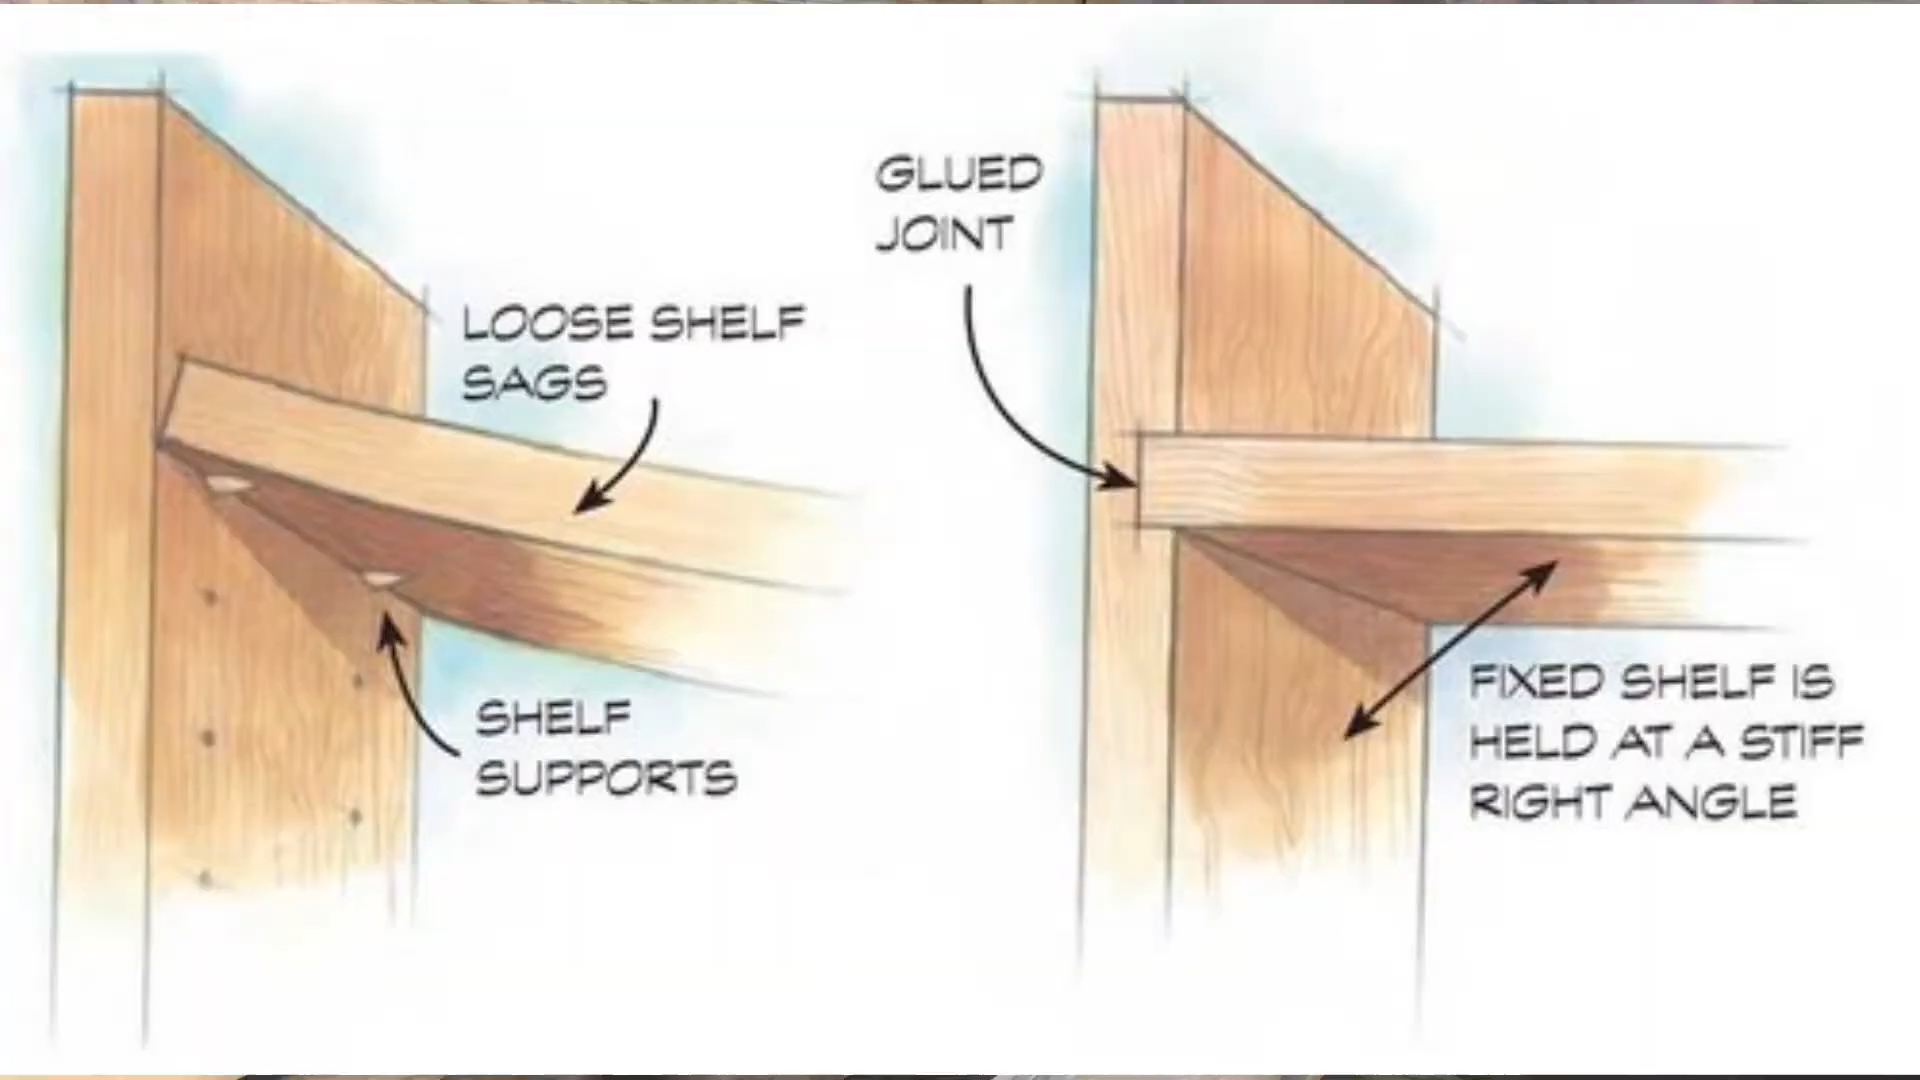 LOOSE SHELF
SAGS
SHELF
SUPPORTS
GLUED
JOINT
FIXED SHELF IS
HELD AT A STIFF
RIGHT ANGLE